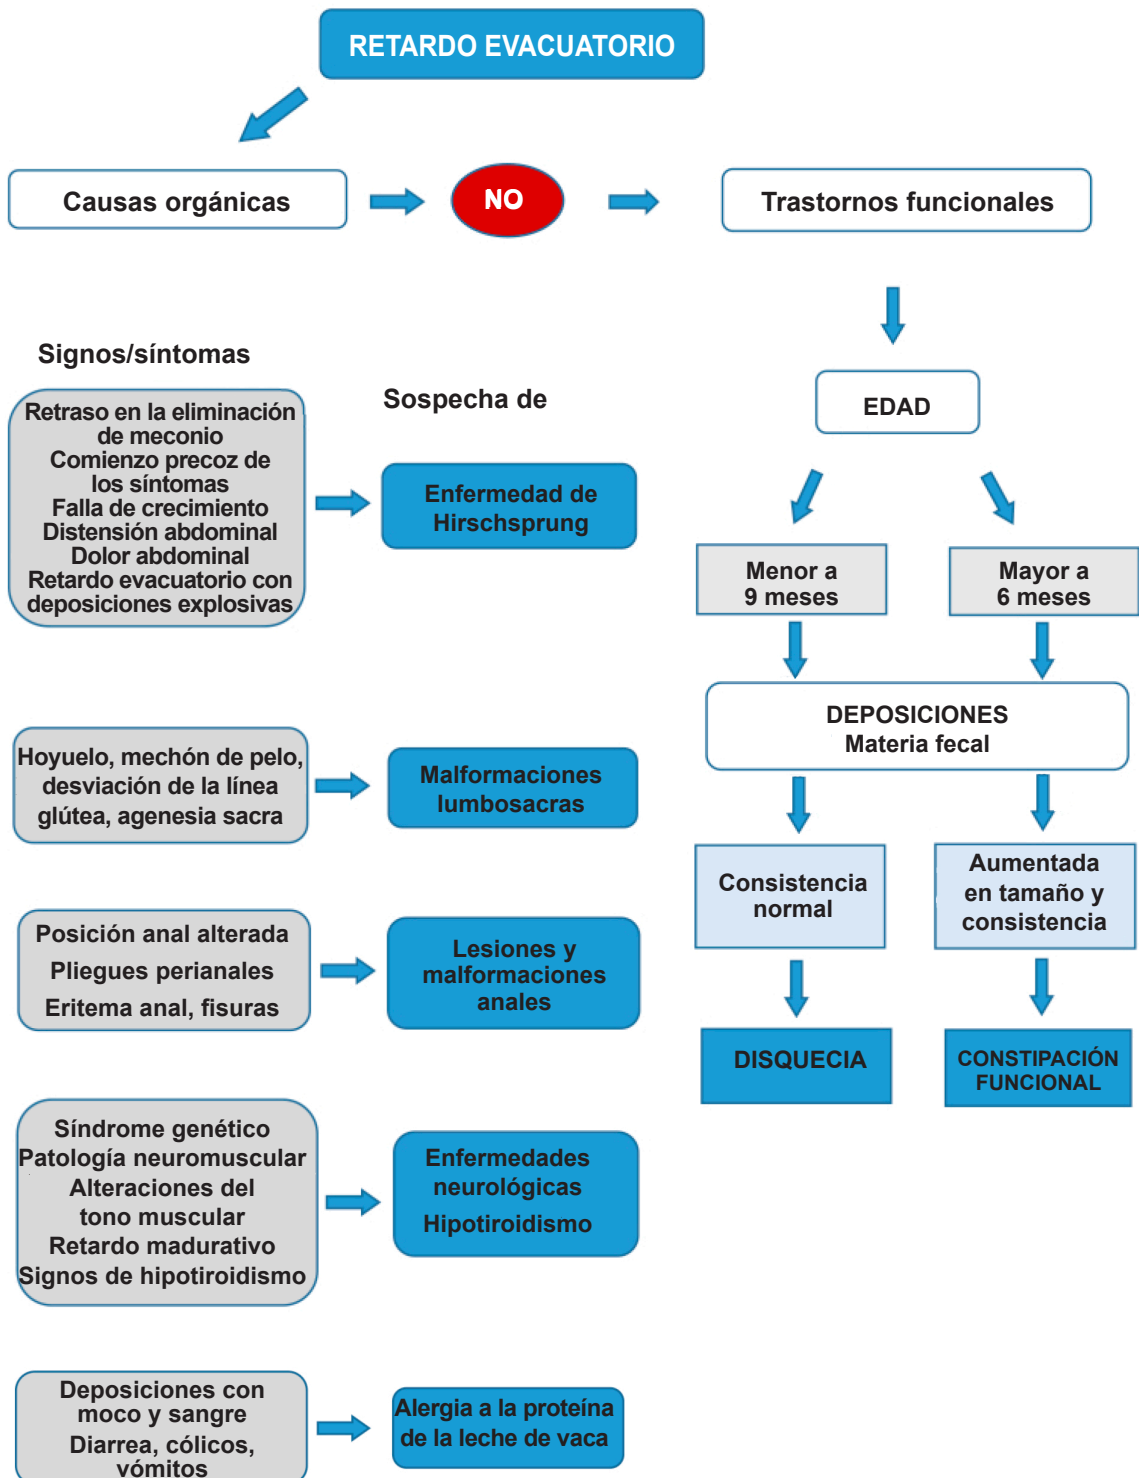 RETARDO EVACUATORIO
Causas orgánicas
NO
Trastornos funcionales
Signos/síntomas
Sospecha de
Retraso en la eliminación
de meconio
Comienzo precoz de
los síntomas
Falla de crecimiento
Distensión abdominal
Dolor abdominal
Retardo evacuatorio con
deposiciones explosivas
Enfermedad de
Hirschsprung
Hoyuelo, mechón de pelo,
desviación de la línea
glútea, agenesia sacra
Malformaciones
lumbosacras
Posición anal alterada
Pliegues perianales
Eritema anal, fisuras
Lesiones y
malformaciones
anales
Síndrome genético
Patología neuromuscular
Alteraciones del
tono muscular
Retardo madurativo
Signos de hipotiroidismo
Enfermedades
neurológicas
Hipotiroidismo
Deposiciones con
moco y sangre
Diarrea, cólicos,
vómitos
Alergia a la proteína
de la leche de vaca
EDAD
Menor a
9 meses
Mayor a
6 meses
DEPOSICIONES
Materia fecal
Consistencia
normal
Aumentada
en tamaño y
consistencia
DISQUECIA
CONSTIPACIÓN
FUNCIONAL